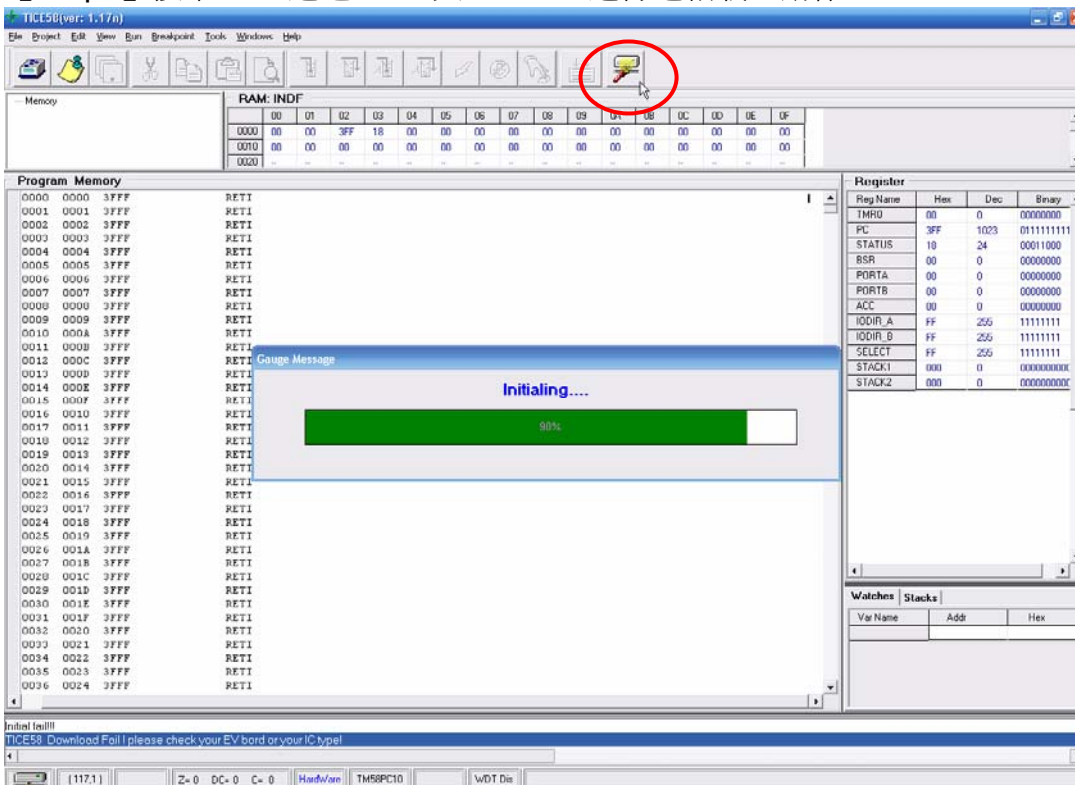 TICE58(ver: 1.17n)
File Project Edit View Run Breakpoint Tools Windows Help
Memory
RAM: INDF
00 01 02 03 04 05 06 07 08 09 0A 0B 0C 0D 0E 0F
0000 00 00 3FF 18 00 00 00 00 00 00 00 00 00 00 00 00
0010 00 00 00 00 00 00 00 00 00 00 00 00 00 00 00 00
0020 .. .. .. .. .. .. .. .. .. .. .. .. .. .. .. ..
Program Memory
0000 0000 3FFF RETI
0001 0001 3FFF RETI
0002 0002 3FFF RETI
0003 0003 3FFF RETI
0004 0004 3FFF RETI
0005 0005 3FFF RETI
0006 0006 3FFF RETI
0007 0007 3FFF RETI
0008 0008 3FFF RETI
0009 0009 3FFF RETI
0010 000A 3FFF RETI
0011 000B 3FFF RETI
0012 000C 3FFF RETI
0013 000D 3FFF RETI
0014 000E 3FFF RETI
0015 000F 3FFF RETI
0016 0010 3FFF RETI
0017 0011 3FFF RETI
0018 0012 3FFF RETI
0019 0013 3FFF RETI
0020 0014 3FFF RETI
0021 0015 3FFF RETI
0022 0016 3FFF RETI
0023 0017 3FFF RETI
0024 0018 3FFF RETI
0025 0019 3FFF RETI
0026 001A 3FFF RETI
0027 001B 3FFF RETI
0028 001C 3FFF RETI
0029 001D 3FFF RETI
0030 001E 3FFF RETI
0031 001F 3FFF RETI
0032 0020 3FFF RETI
0033 0021 3FFF RETI
0034 0022 3FFF RETI
0035 0023 3FFF RETI
0036 0024 3FFF RETI
Gauge Message
Initialing....
90%
Register
Reg Name Hex Dec Binary
TMR0 00 0 00000000
PC 3FF 1023 0111111111
STATUS 18 24 00011000
BSR 00 0 00000000
PORTA 00 0 00000000
PORTB 00 0 00000000
ACC 00 0 00000000
IODIR_A FF 255 11111111
IODIR_B FF 255 11111111
SELECT FF 255 11111111
STACK1 000 0 000000000
STACK2 000 0 000000000
Watches Stacks
Var Name Addr Hex
Initial fail!!!
TICE58 Download Fail ! please check your EV bord or your IC type!
(117,1) Z= 0 DC= 0 C= 0 HardWare TM58PC10 WDT Dis